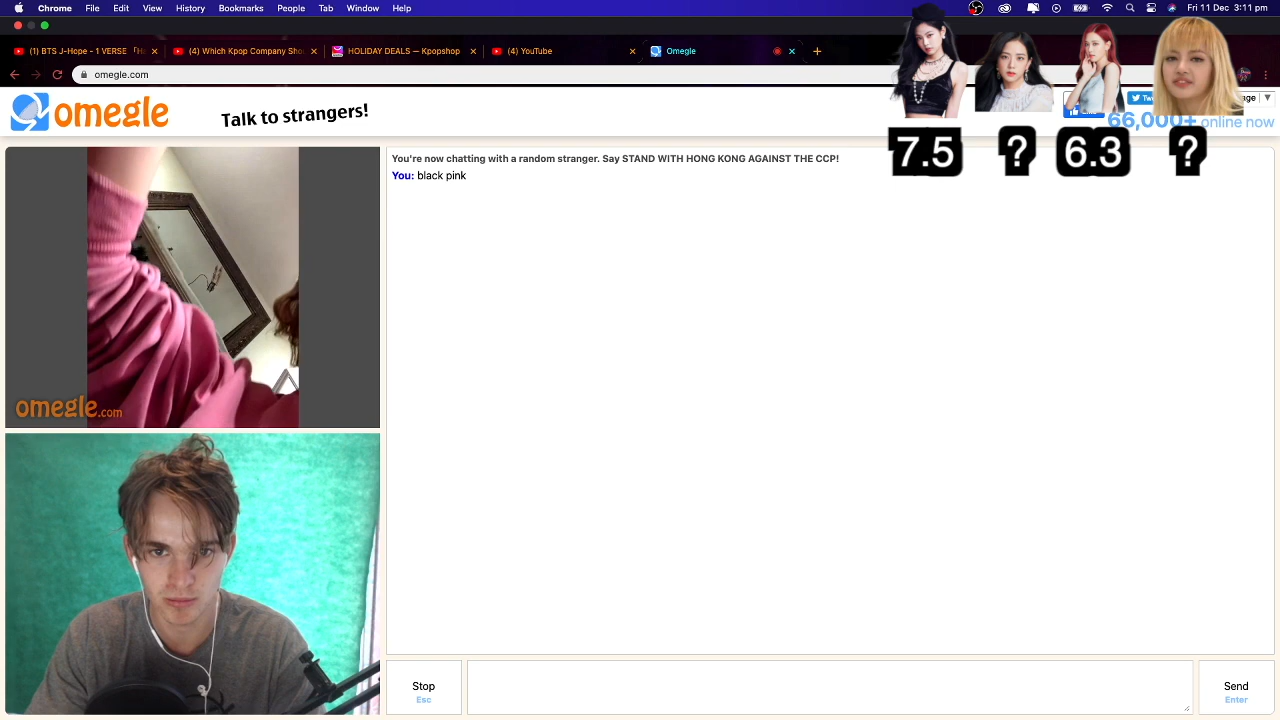 Chrome File Edit View History Bookmarks People Tab Window Help
Fri 11 Dec 3:11 pm
(1) BTS J-Hope - 1 VERSE
(4) Which Kpop Company Sho
HOLIDAY DEALS — Kpopshop
(4) YouTube
Omegle
omegle.com
omegle
Talk to strangers!
66,000+ online now
7.5 ? 6.3 ?
You're now chatting with a random stranger. Say STAND WITH HONG KONG AGAINST THE CCP!
You: black pink
omegle.com
Stop
Esc
Send
Enter